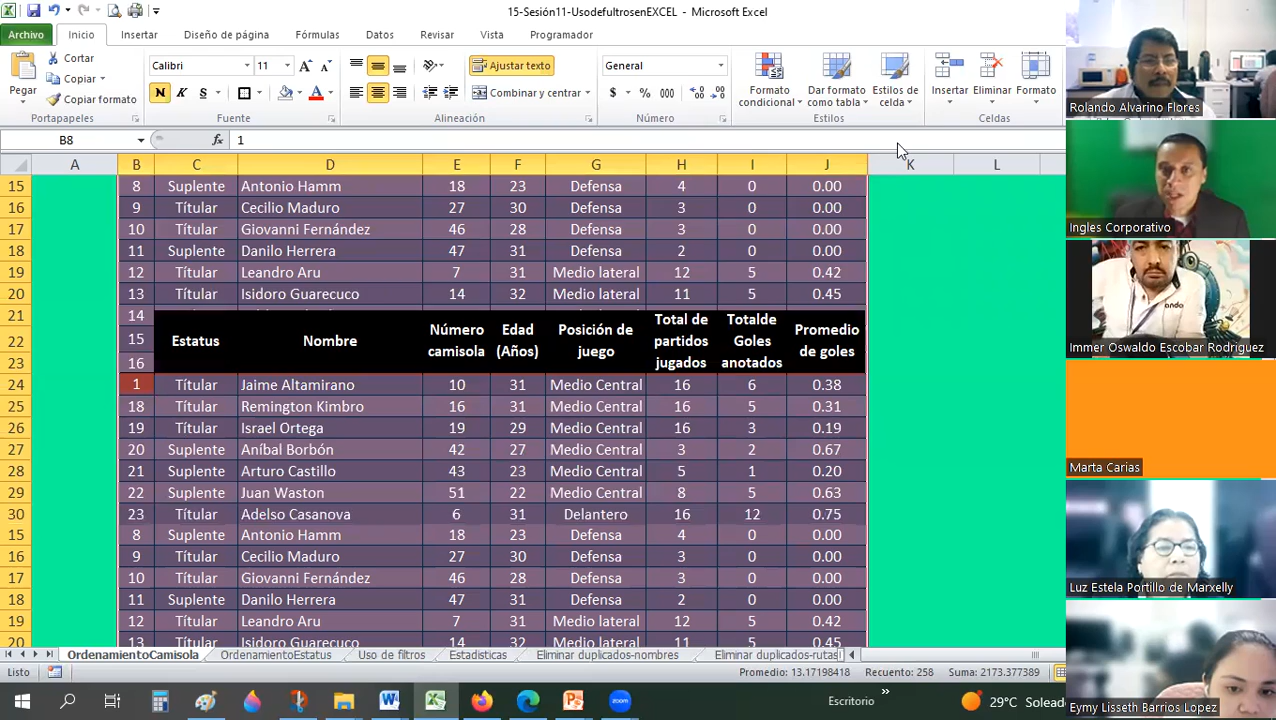 15-Sesión11-UsodefultrosenEXCEL - Microsoft Excel
Archivo Inicio Insertar Diseño de página Fórmulas Datos Revisar Vista Programador
Pegar Cortar Copiar Copiar formato Portapapeles
Calibri 11 N K S A A A Fuente
Ajustar texto Combinar y centrar Alineación
General $ % 000 Número
Formato condicional Dar formato como tabla Estilos de celda Estilos
Insertar Eliminar Formato Celdas
B8 fx 1
A B C D E F G H I J K L
15 8 Suplente Antonio Hamm 18 23 Defensa 4 0 0.00
16 9 Títular Cecilio Maduro 27 30 Defensa 3 0 0.00
17 10 Títular Giovanni Fernández 46 28 Defensa 3 0 0.00
18 11 Suplente Danilo Herrera 47 31 Defensa 2 0 0.00
19 12 Títular Leandro Aru 7 31 Medio lateral 12 5 0.42
20 13 Títular Isidoro Guarecuco 14 32 Medio lateral 11 5 0.45
21 14
22 15 Estatus Nombre Número camisola Edad (Años) Posición de juego Total de partidos jugados Totalde Goles anotados Promedio de goles
23 16
24 1 Títular Jaime Altamirano 10 31 Medio Central 16 6 0.38
25 18 Títular Remington Kimbro 16 31 Medio Central 16 5 0.31
26 19 Títular Israel Ortega 19 29 Medio Central 16 3 0.19
27 20 Suplente Aníbal Borbón 42 27 Medio Central 3 2 0.67
28 21 Suplente Arturo Castillo 43 23 Medio Central 5 1 0.20
29 22 Suplente Juan Waston 51 22 Medio Central 8 5 0.63
30 23 Títular Adelso Casanova 6 31 Delantero 16 12 0.75
15 8 Suplente Antonio Hamm 18 23 Defensa 4 0 0.00
16 9 Títular Cecilio Maduro 27 30 Defensa 3 0 0.00
17 10 Títular Giovanni Fernández 46 28 Defensa 3 0 0.00
18 11 Suplente Danilo Herrera 47 31 Defensa 2 0 0.00
19 12 Títular Leandro Aru 7 31 Medio lateral 12 5 0.42
20 13 Títular Isidoro Guarecuco 14 32 Medio lateral 11 5 0.45
OrdenamientoCamisola OrdenamientoEstatus Uso de filtros Estadisticas Eliminar duplicados-nombres Eliminar duplicados-rutas
Listo Promedio: 13.17198418 Recuento: 258 Suma: 2173.377389
Escritorio » 29°C Solead
zoom
Rolando Alvarino Flores
Ingles Corporativo
anda
Immer Oswaldo Escobar Rodriguez
Marta Carias
Luz Estela Portillo de Marxelly
Eymy Lisseth Barrios Lopez